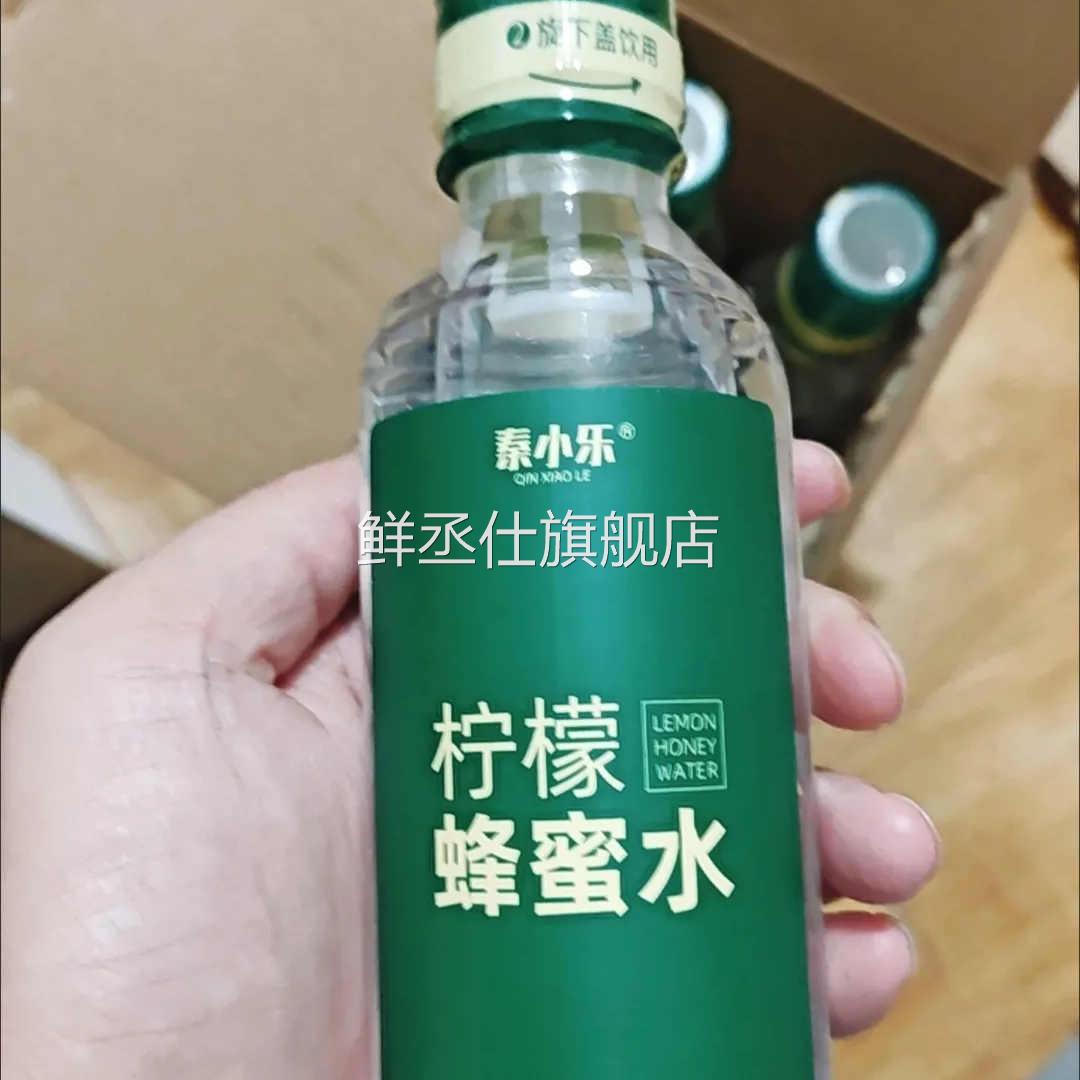 2 旋下盖饮用
秦小乐®
QIN XIAO LE
鲜丞仕旗舰店
柠檬
LEMON
HONEY
WATER
蜂蜜水